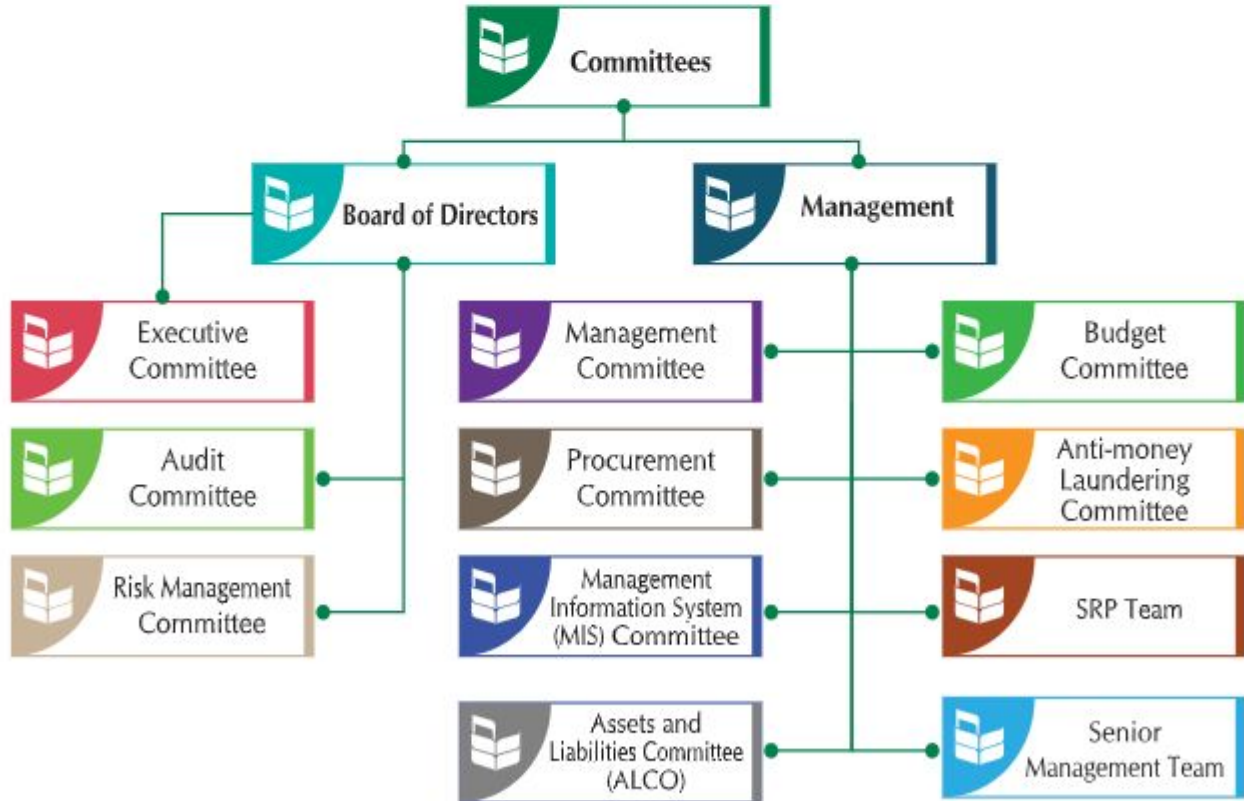 Committees
Board of Directors
Management
Executive
Committee
Management
Committee
Budget
Committee
Audit
Committee
Procurement
Committee
Anti-money
Laundering
Committee
Risk Management
Committee
Management
Information System
(MIS) Committee
SRP Team
Assets and
Liabilities Committee
(ALCO)
Senior
Management Team